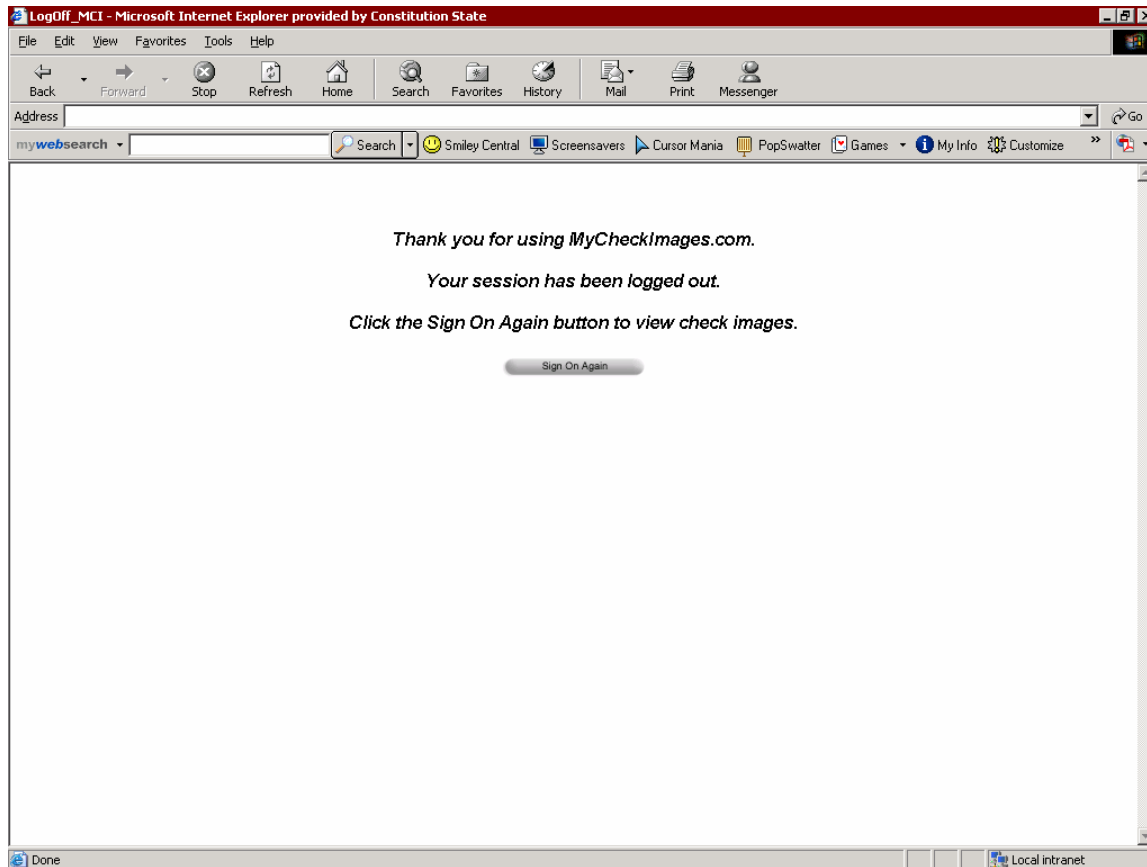 LogOff_MCI - Microsoft Internet Explorer provided by Constitution State
File Edit View Favorites Tools Help
Back Forward Stop Refresh Home Search Favorites History Mail Print Messenger
Address Go
mywebsearch Search Smiley Central Screensavers Cursor Mania PopSwatter Games My Info Customize »
Thank you for using MyCheckImages.com.
Your session has been logged out.
Click the Sign On Again button to view check images.
Sign On Again
Done Local intranet